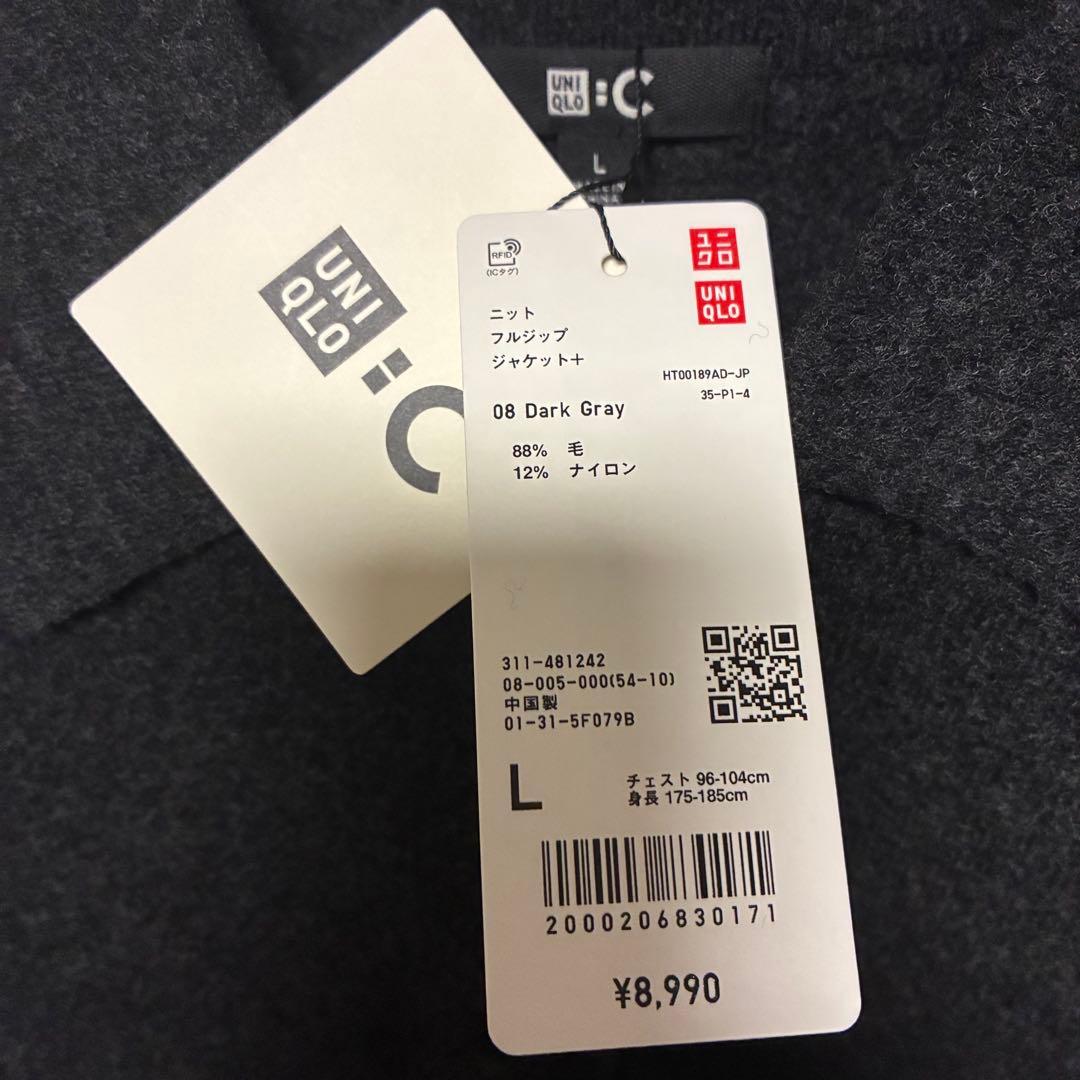 UNI
QLO
:C
L
UNI
QLO
:C
RFID
(ICタグ)
ユニ
クロ
UNI
QLO
ニット
フルジップ
ジャケット+
HT00189AD-JP
35-P1-4
08 Dark Gray
88% 毛
12% ナイロン
311-481242
08-005-000(54-10)
中国製
01-31-5F079B
L
チェスト 96-104cm
身長 175-185cm
2000206830171
¥8,990